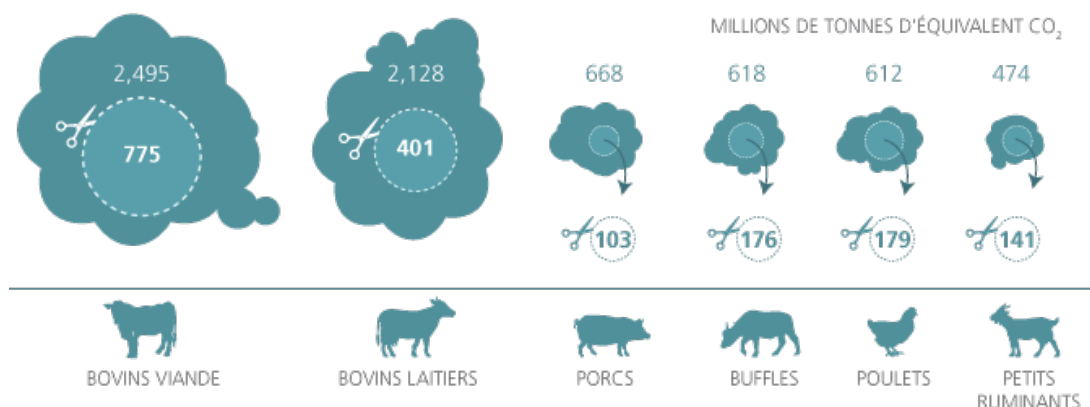 MILLIONS DE TONNES D'ÉQUIVALENT CO₂
2,495
2,128
668
618
612
474
775
401
103
176
179
141
BOVINS VIANDE
BOVINS LAITIERS
PORCS
BUFFLES
POULETS
PETITS
RUMINANTS